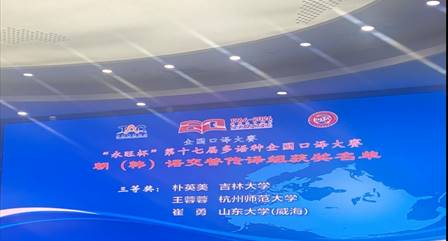 全国口译大赛
"永旺杯"第十七届多语种全国口译大赛
朝（韩）语交替传译组获奖名单
三等奖： 朴英美 吉林大学
王蓉蓉 杭州师范大学
崔勇 山东大学(威海)